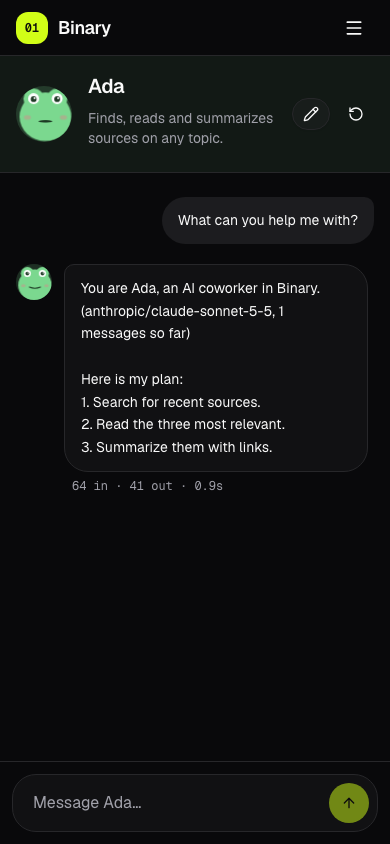 01 Binary
Ada
Finds, reads and summarizes
sources on any topic.
What can you help me with?
You are Ada, an AI coworker in Binary.
(anthropic/claude-sonnet-5-5, 1
messages so far)
Here is my plan:
1. Search for recent sources.
2. Read the three most relevant.
3. Summarize them with links.
64 in · 41 out · 0.9s
Message Ada…